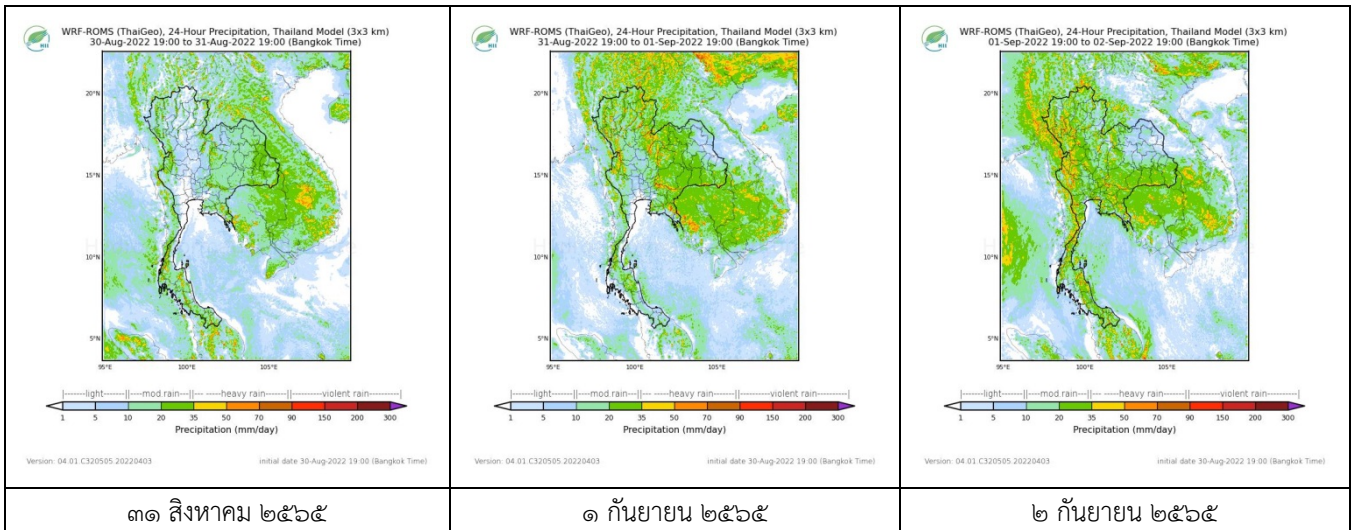 WRF-ROMS (ThaiGeo), 24-Hour Precipitation, Thailand Model (3x3 km)
30-Aug-2022 19:00 to 31-Aug-2022 19:00 (Bangkok Time)
HII
20°N
15°N
10°N
5°N
95°E 100°E 105°E
|-------light------||---mod.rain---|--- ---heavy rain---||------violent rain-------|
1 5 10 20 35 50 70 90 150 200 300
Precipitation (mm/day)
Version: 04.01.C320505.20220403 initial date 30-Aug-2022 19:00 (Bangkok Time)
๓๑ สิงหาคม ๒๕๖๕
WRF-ROMS (ThaiGeo), 24-Hour Precipitation, Thailand Model (3x3 km)
31-Aug-2022 19:00 to 01-Sep-2022 19:00 (Bangkok Time)
HII
20°N
15°N
10°N
5°N
95°E 100°E 105°E
|-------light------||---mod.rain---|--- ---heavy rain---||------violent rain-------|
1 5 10 20 35 50 70 90 150 200 300
Precipitation (mm/day)
Version: 04.01.C320505.20220403 initial date 30-Aug-2022 19:00 (Bangkok Time)
๑ กันยายน ๒๕๖๕
WRF-ROMS (ThaiGeo), 24-Hour Precipitation, Thailand Model (3x3 km)
01-Sep-2022 19:00 to 02-Sep-2022 19:00 (Bangkok Time)
HII
20°N
15°N
10°N
5°N
95°E 100°E 105°E
|-------light------||---mod.rain---|--- ---heavy rain---||------violent rain-------|
1 5 10 20 35 50 70 90 150 200 300
Precipitation (mm/day)
Version: 04.01.C320505.20220403 initial date 30-Aug-2022 19:00 (Bangkok Time)
๒ กันยายน ๒๕๖๕